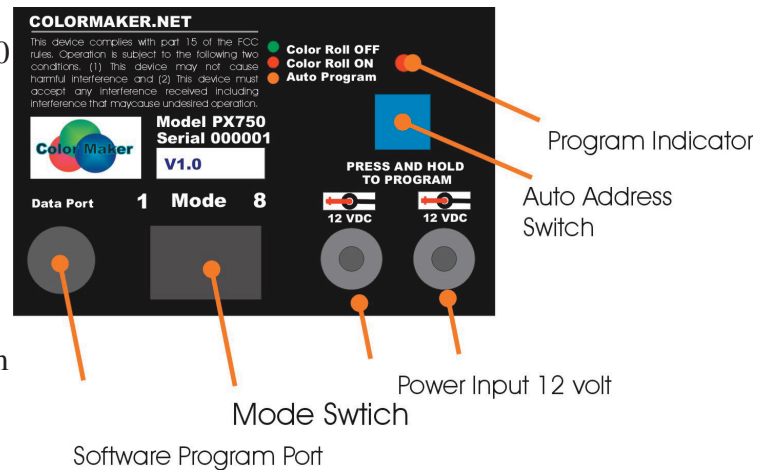 COLORMAKER.NET
This device complies with part 15 of the FCC
rules. Operation is subject to the following two
conditions. (1) This device may not cause
harmful interference and (2) This device must
accept any interference received including
interference that maycause undesired operation.
Color Roll OFF
Color Roll ON
Auto Program
Color Maker
Model PX750
Serial 000001
V1.0
PRESS AND HOLD
TO PROGRAM
Data Port
1 Mode 8
12 VDC
12 VDC
Program Indicator
Auto Address
Switch
Power Input 12 volt
Mode Swtich
Software Program Port